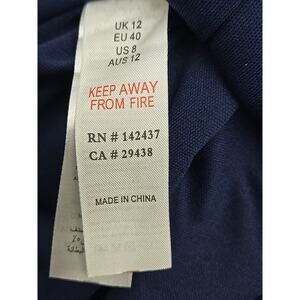 UK 12
EU 40
US 8
AUS 12
KEEP AWAY
FROM FIRE
RN # 142437
CA # 29438
MADE IN CHINA